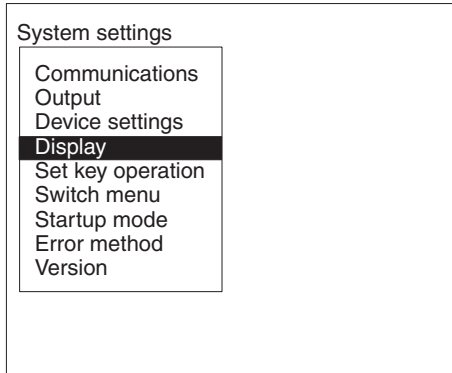 System settings
Communications
Output
Device settings
Display
Set key operation
Switch menu
Startup mode
Error method
Version